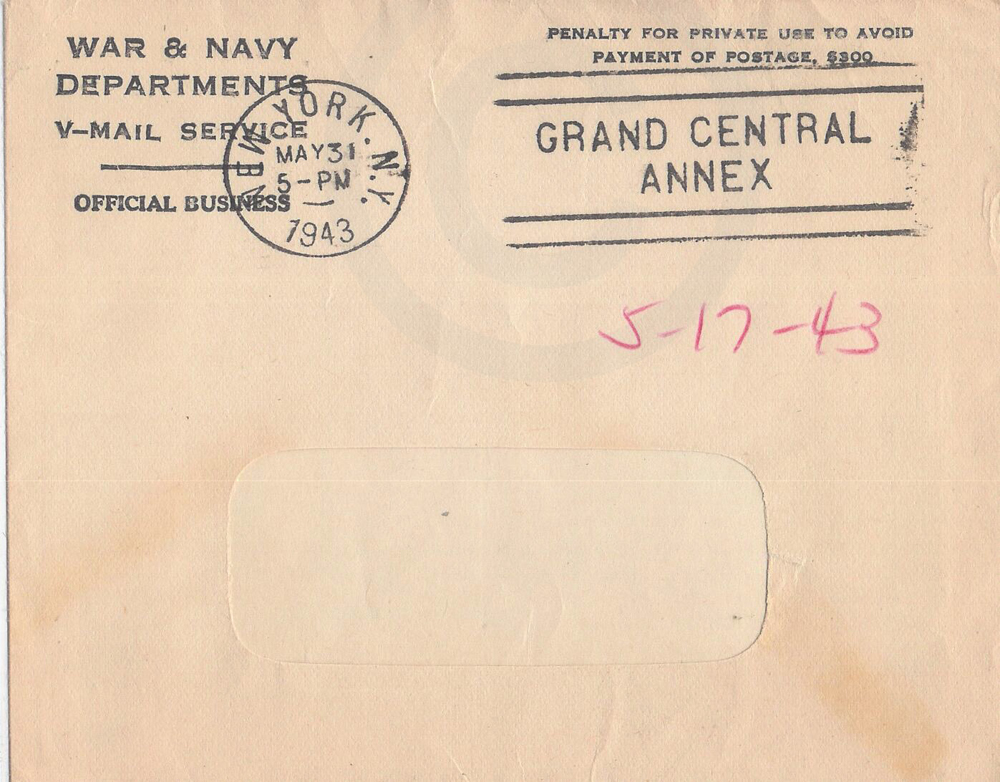 WAR & NAVY
DEPARTMENTS
V-MAIL SERVICE
OFFICIAL BUSINESS
NEW YORK, N.Y.
MAY 31
5-PM
1943
PENALTY FOR PRIVATE USE TO AVOID
PAYMENT OF POSTAGE, $300
GRAND CENTRAL
ANNEX
5-17-43